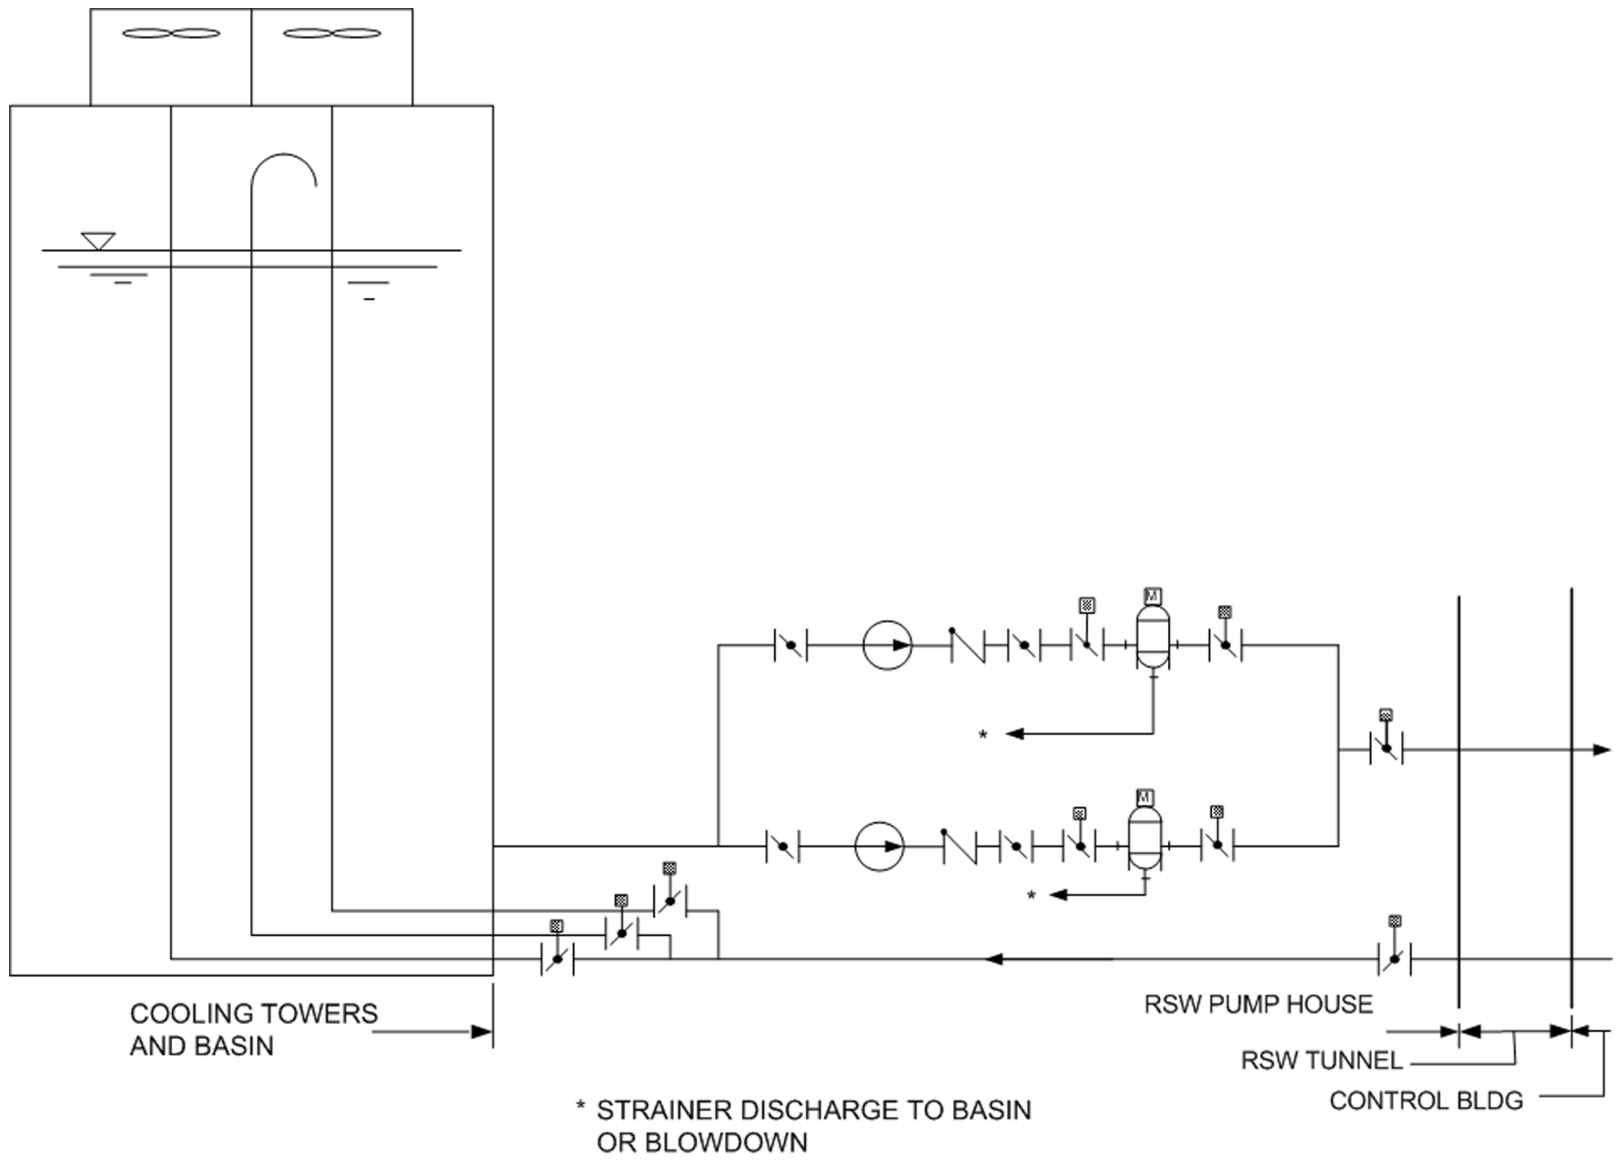 M
*
M
*
RSW PUMP HOUSE
COOLING TOWERS
AND BASIN
RSW TUNNEL
CONTROL BLDG
* STRAINER DISCHARGE TO BASIN
OR BLOWDOWN